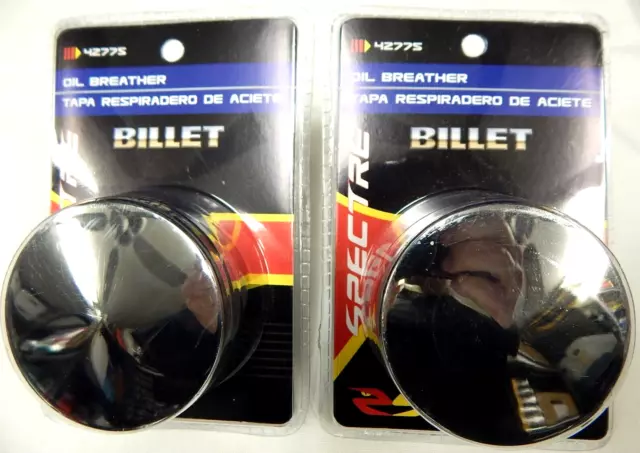 42775
OIL BREATHER
TAPA RESPIRADERO DE ACIETE
BILLET
42775
OIL BREATHER
TAPA RESPIRADERO DE ACIETE
BILLET
SPECTRE